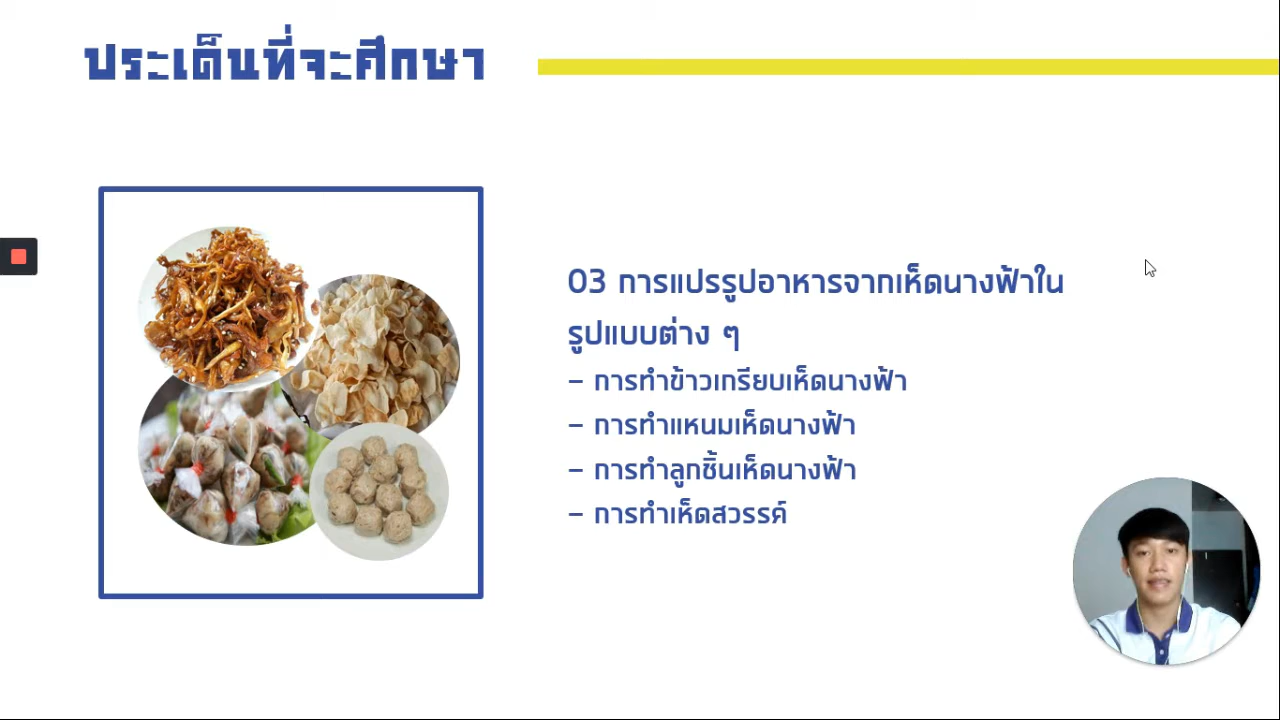 ประเด็นที่จะศึกษา
03 การแปรรูปอาหารจากเห็ดนางฟ้าใน
รูปแบบต่าง ๆ
- การทำข้าวเกรียบเห็ดนางฟ้า
- การทำแหนมเห็ดนางฟ้า
- การทำลูกชิ้นเห็ดนางฟ้า
- การทำเห็ดสวรรค์